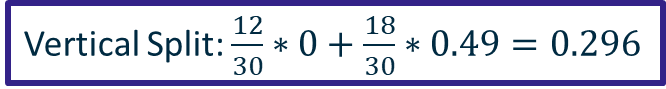 Vertical Split: 12/30 * 0 + 18/30 * 0.49 = 0.296